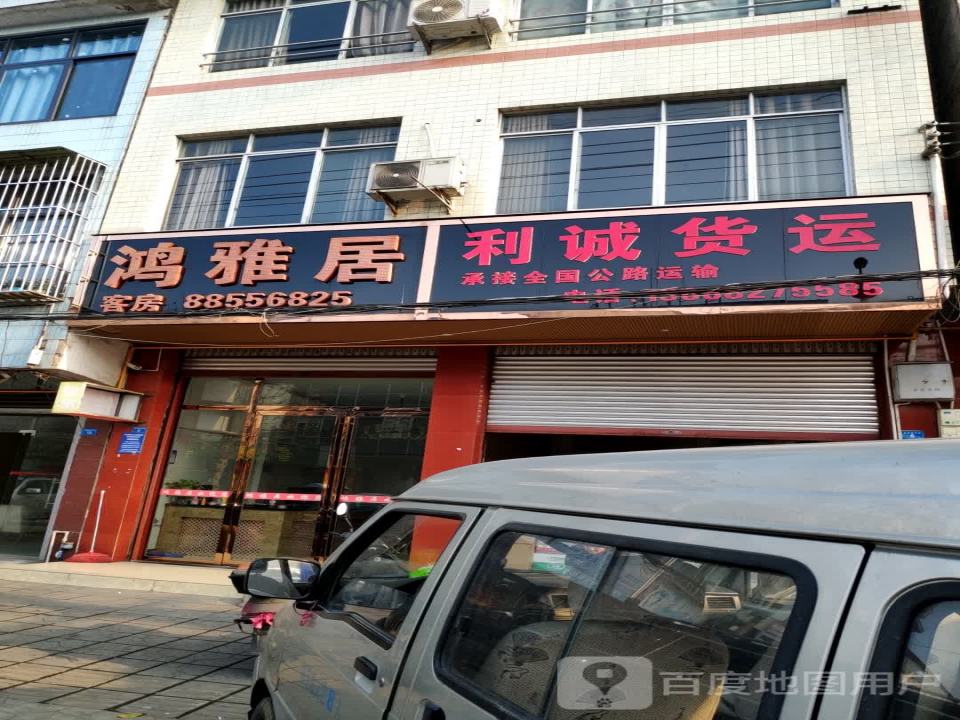 鸿雅居
客房 88556825
利诚货运
承接全国公路运输
百度地图用户